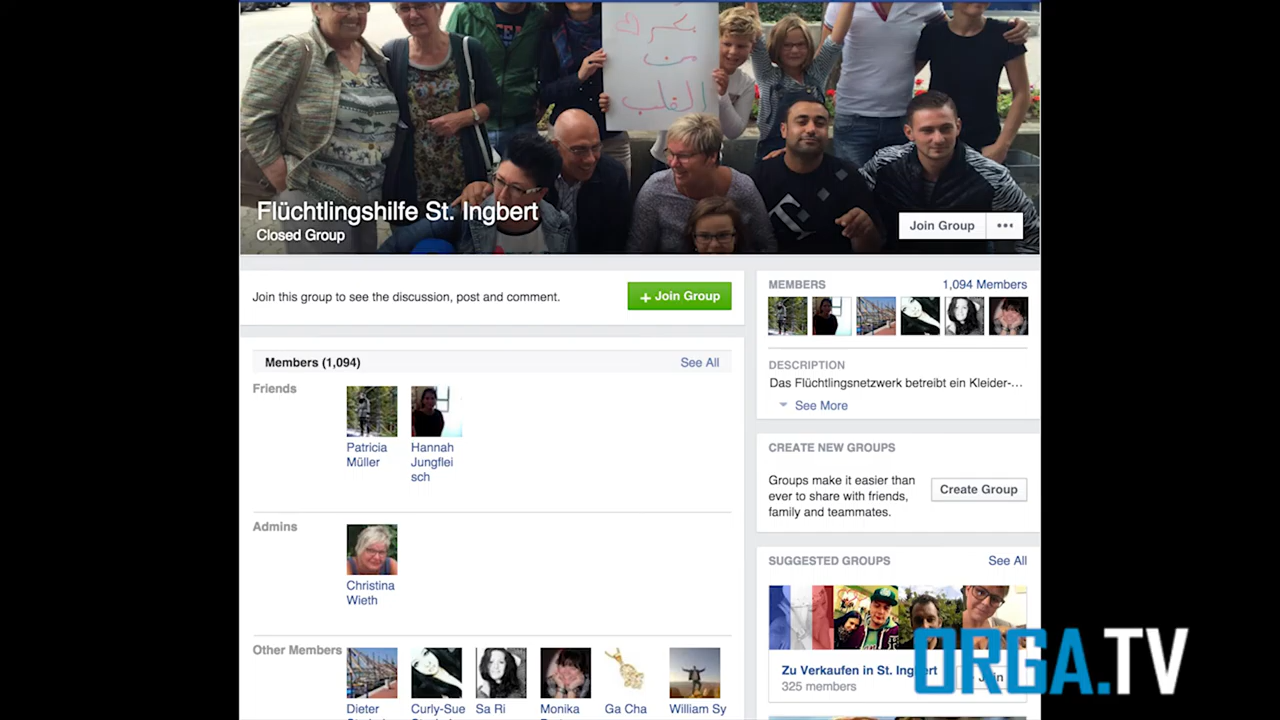 بكرك
من
القلب
Flüchtlingshilfe St. Ingbert
Closed Group
Join Group
Join this group to see the discussion, post and comment.
+ Join Group
MEMBERS
1,094 Members
DESCRIPTION
Das Flüchtlingsnetzwerk betreibt ein Kleider-...
See More
Members (1,094)
See All
Friends
Patricia
Müller
Hannah
Jungflei
sch
CREATE NEW GROUPS
Groups make it easier than
ever to share with friends,
family and teammates.
Create Group
Admins
Christina
Wieth
SUGGESTED GROUPS
See All
Zu Verkaufen in St. Ingbert
325 members
Join
Other Members
Dieter
Curly-Sue
Sa Ri
Monika
Ga Cha
William Sy
ORGA.TV